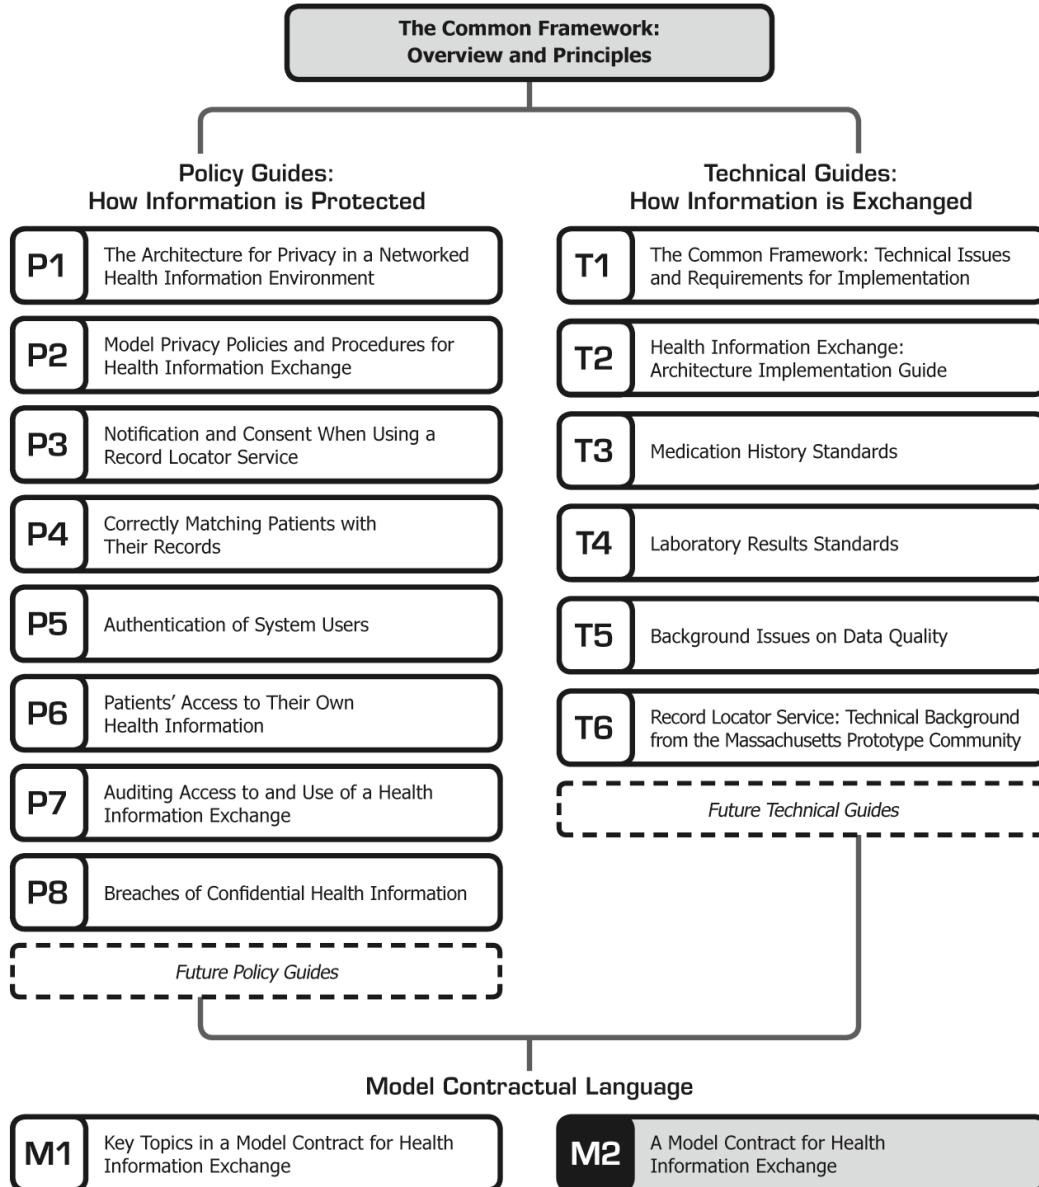 The Common Framework:
Overview and Principles
Policy Guides:
How Information is Protected
P1
The Architecture for Privacy in a Networked
Health Information Environment
P2
Model Privacy Policies and Procedures for
Health Information Exchange
P3
Notification and Consent When Using a
Record Locator Service
P4
Correctly Matching Patients with
Their Records
P5
Authentication of System Users
P6
Patients’ Access to Their Own
Health Information
P7
Auditing Access to and Use of a Health
Information Exchange
P8
Breaches of Confidential Health Information
Future Policy Guides
Technical Guides:
How Information is Exchanged
T1
The Common Framework: Technical Issues
and Requirements for Implementation
T2
Health Information Exchange:
Architecture Implementation Guide
T3
Medication History Standards
T4
Laboratory Results Standards
T5
Background Issues on Data Quality
T6
Record Locator Service: Technical Background
from the Massachusetts Prototype Community
Future Technical Guides
Model Contractual Language
M1
Key Topics in a Model Contract for Health
Information Exchange
M2
A Model Contract for Health
Information Exchange